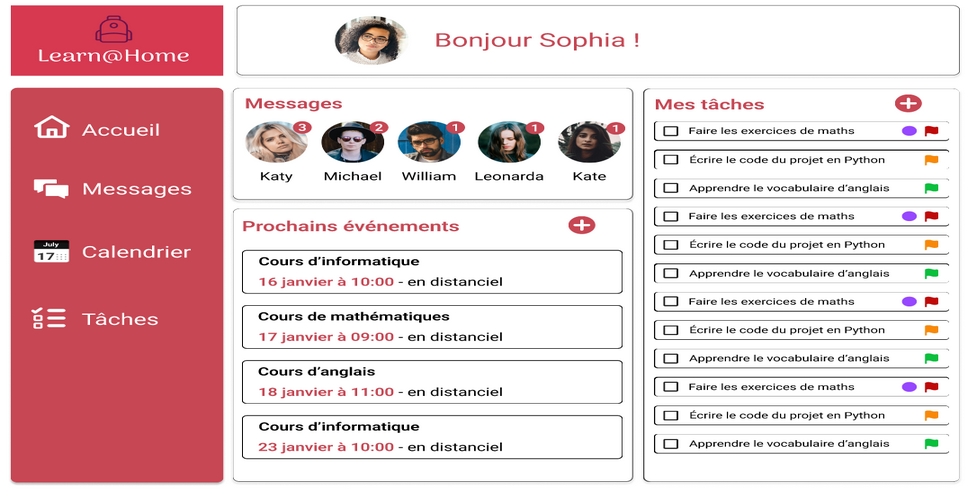 Learn@Home
Bonjour Sophia !
Accueil
Messages
July
17
Calendrier
Tâches
Messages
3
2
1
1
1
Katy
Michael
William
Leonarda
Kate
Prochains événements
Cours d’informatique
16 janvier à 10:00 - en distanciel
Cours de mathématiques
17 janvier à 09:00 - en distanciel
Cours d’anglais
18 janvier à 11:00 - en distanciel
Cours d’informatique
23 janvier à 10:00 - en distanciel
Mes tâches
Faire les exercices de maths
Écrire le code du projet en Python
Apprendre le vocabulaire d’anglais
Faire les exercices de maths
Écrire le code du projet en Python
Apprendre le vocabulaire d’anglais
Faire les exercices de maths
Écrire le code du projet en Python
Apprendre le vocabulaire d’anglais
Faire les exercices de maths
Écrire le code du projet en Python
Apprendre le vocabulaire d’anglais